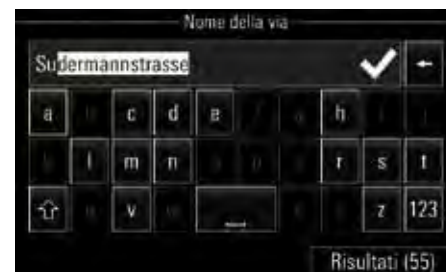 Nome della via
Sudermannstrasse
a c d e h
l m n r s t
v z 123
Risultati (55)